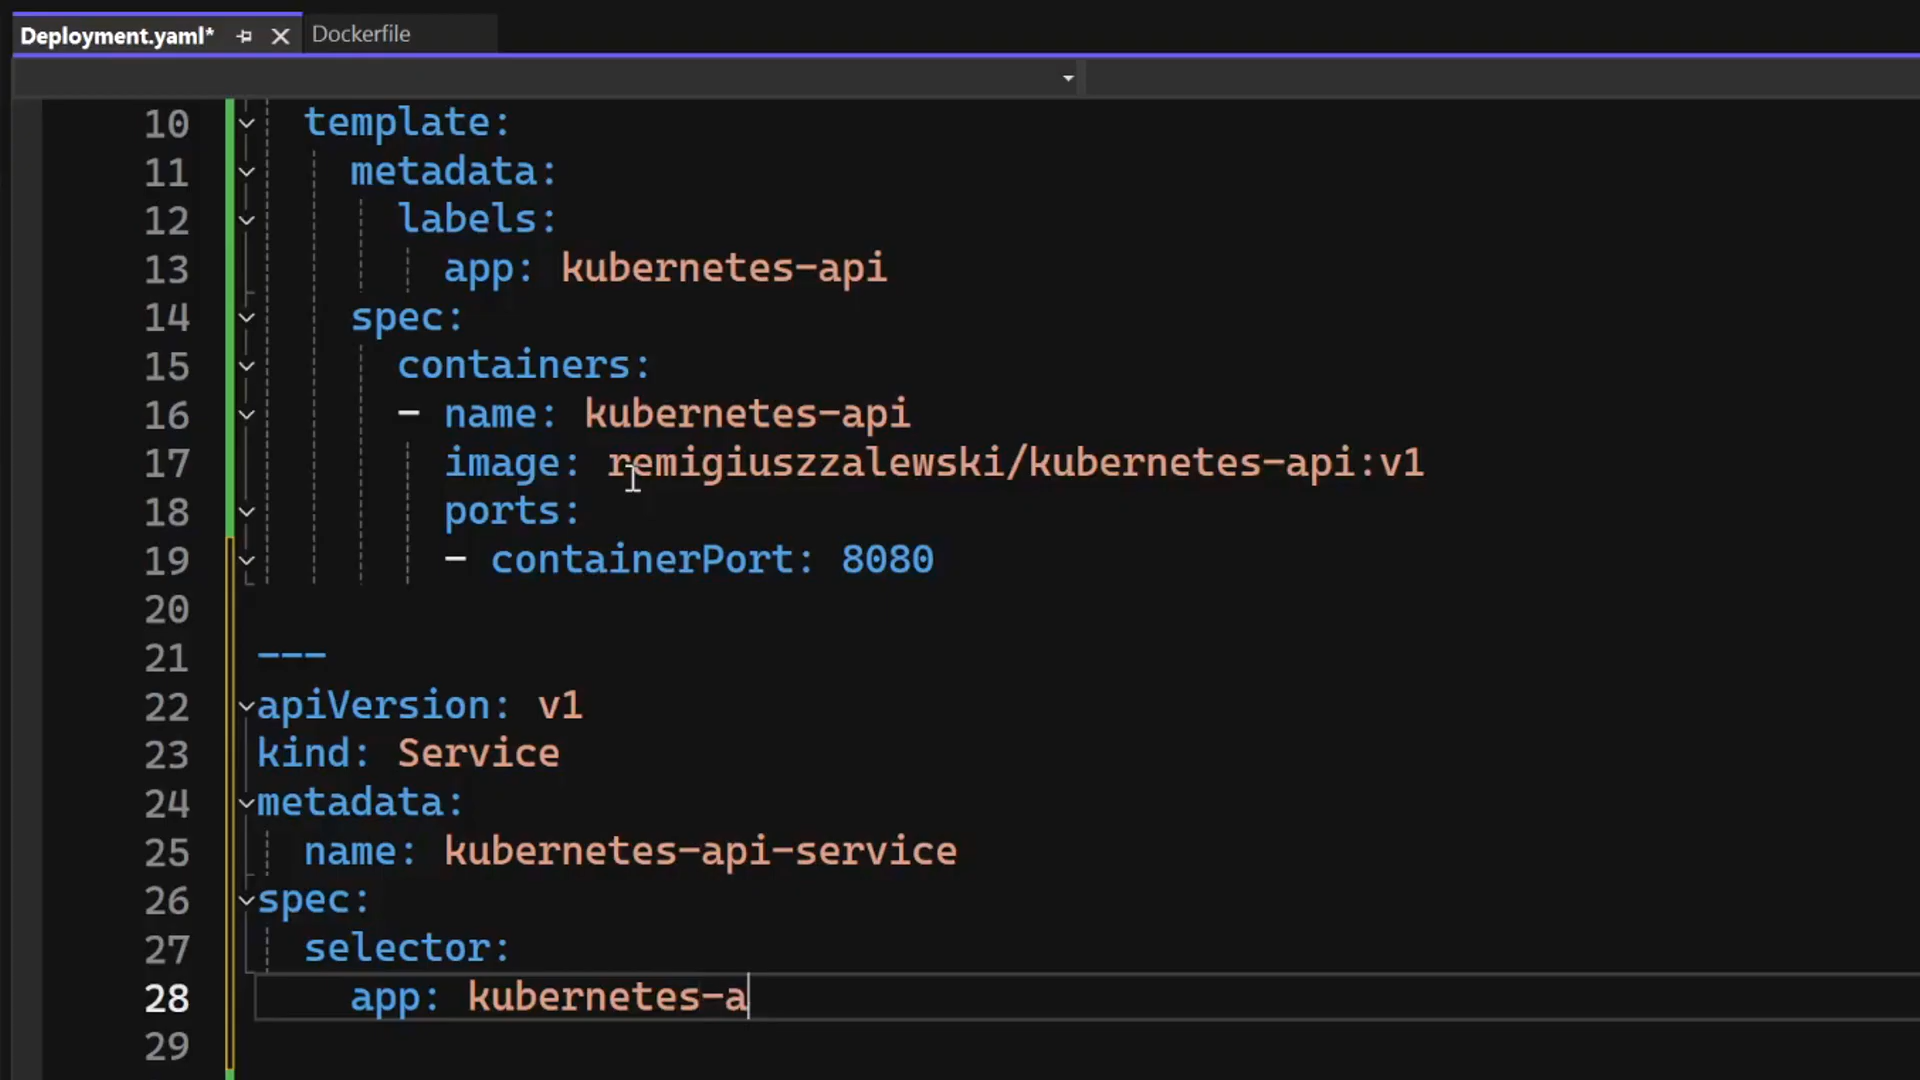 Deployment.yaml*
Dockerfile
10 template:
11 metadata:
12 labels:
13 app: kubernetes-api
14 spec:
15 containers:
16 - name: kubernetes-api
17 image: remigiuszzalewski/kubernetes-api:v1
18 ports:
19 - containerPort: 8080
20
21 ---
22 apiVersion: v1
23 kind: Service
24 metadata:
25 name: kubernetes-api-service
26 spec:
27 selector:
28 app: kubernetes-a
29